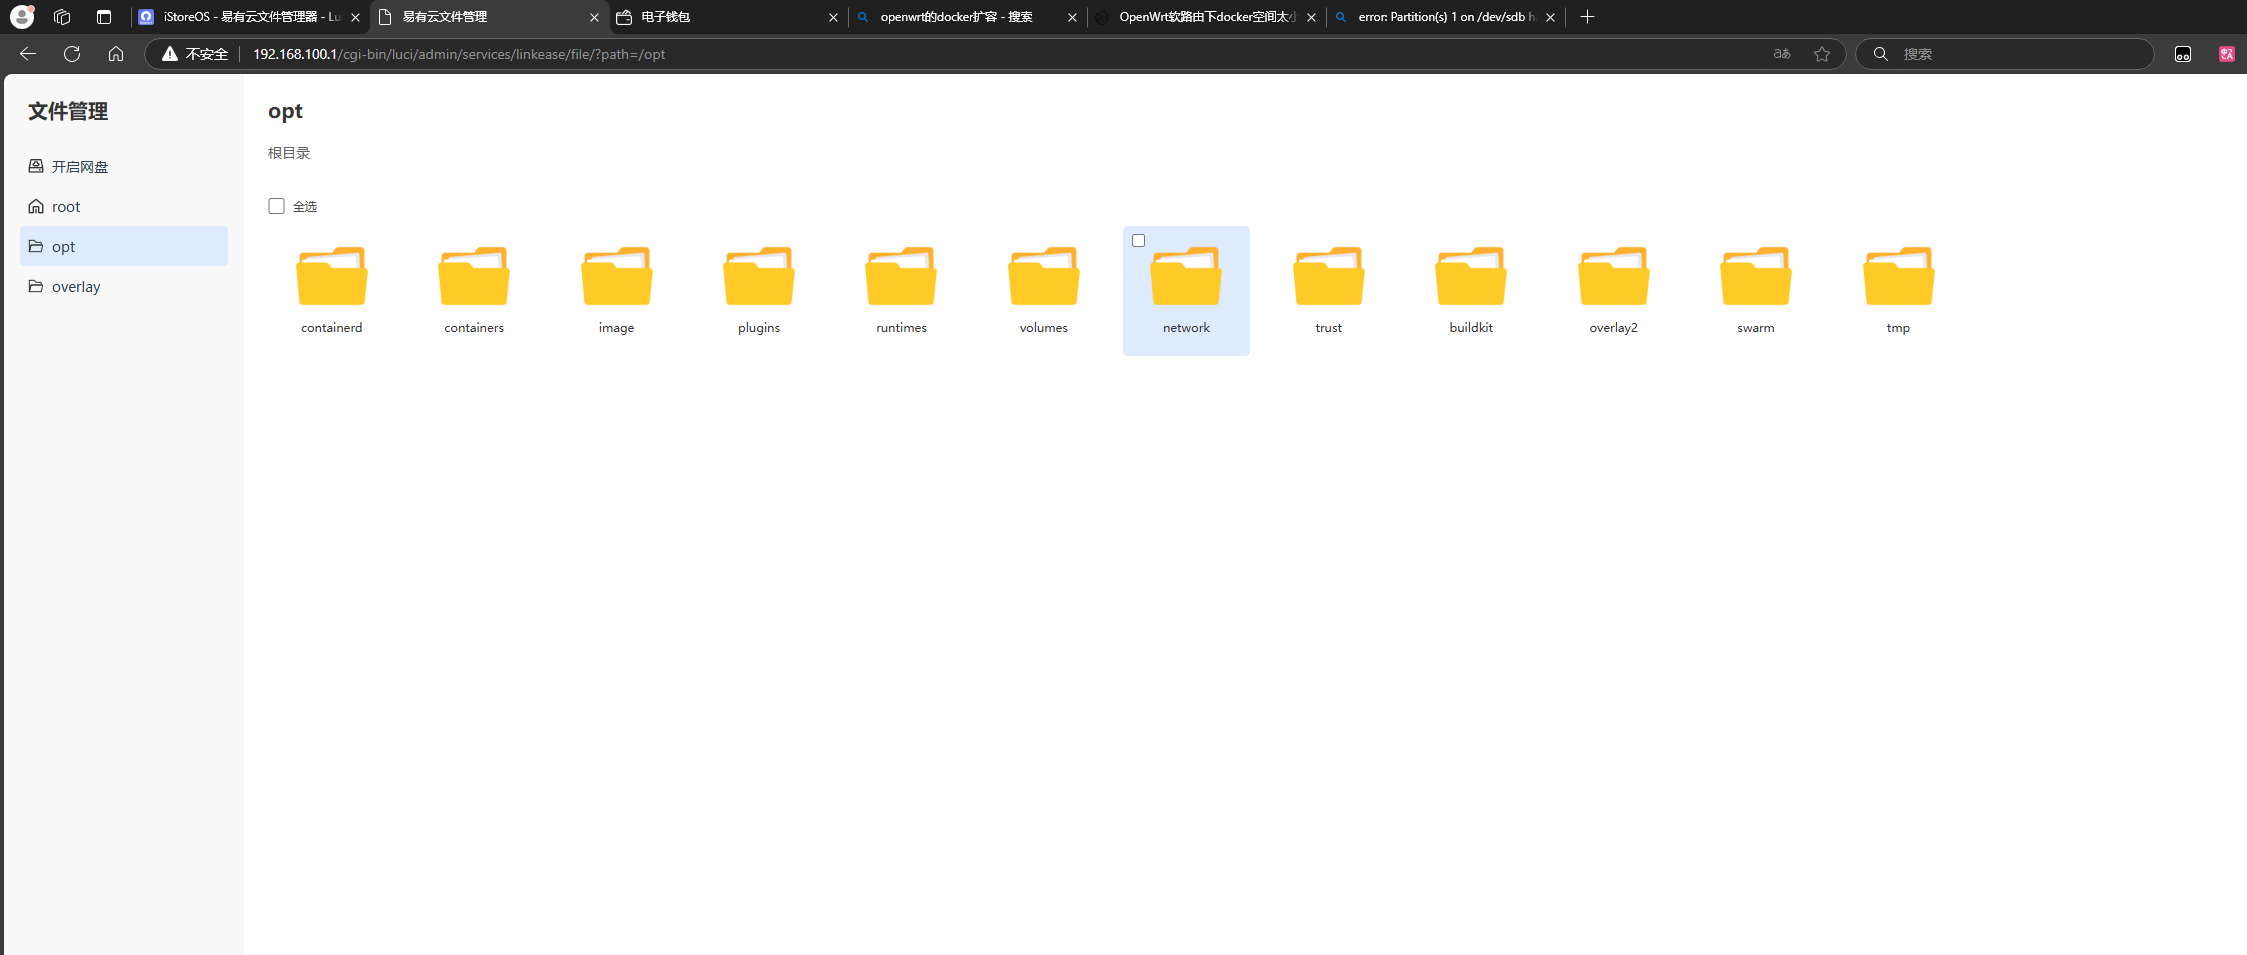 iStoreOS - 易有云文件管理器 - Lu
易有云文件管理
电子钱包
openwrt的docker扩容 - 搜索
OpenWrt软路由下docker空间太小
error: Partition(s) 1 on /dev/sdb ha
不安全
192.168.100.1/cgi-bin/luci/admin/services/linkease/file/?path=/opt
aあ
搜索
文件管理
开启网盘
root
opt
overlay
opt
根目录
全选
containerd
containers
image
plugins
runtimes
volumes
network
trust
buildkit
overlay2
swarm
tmp